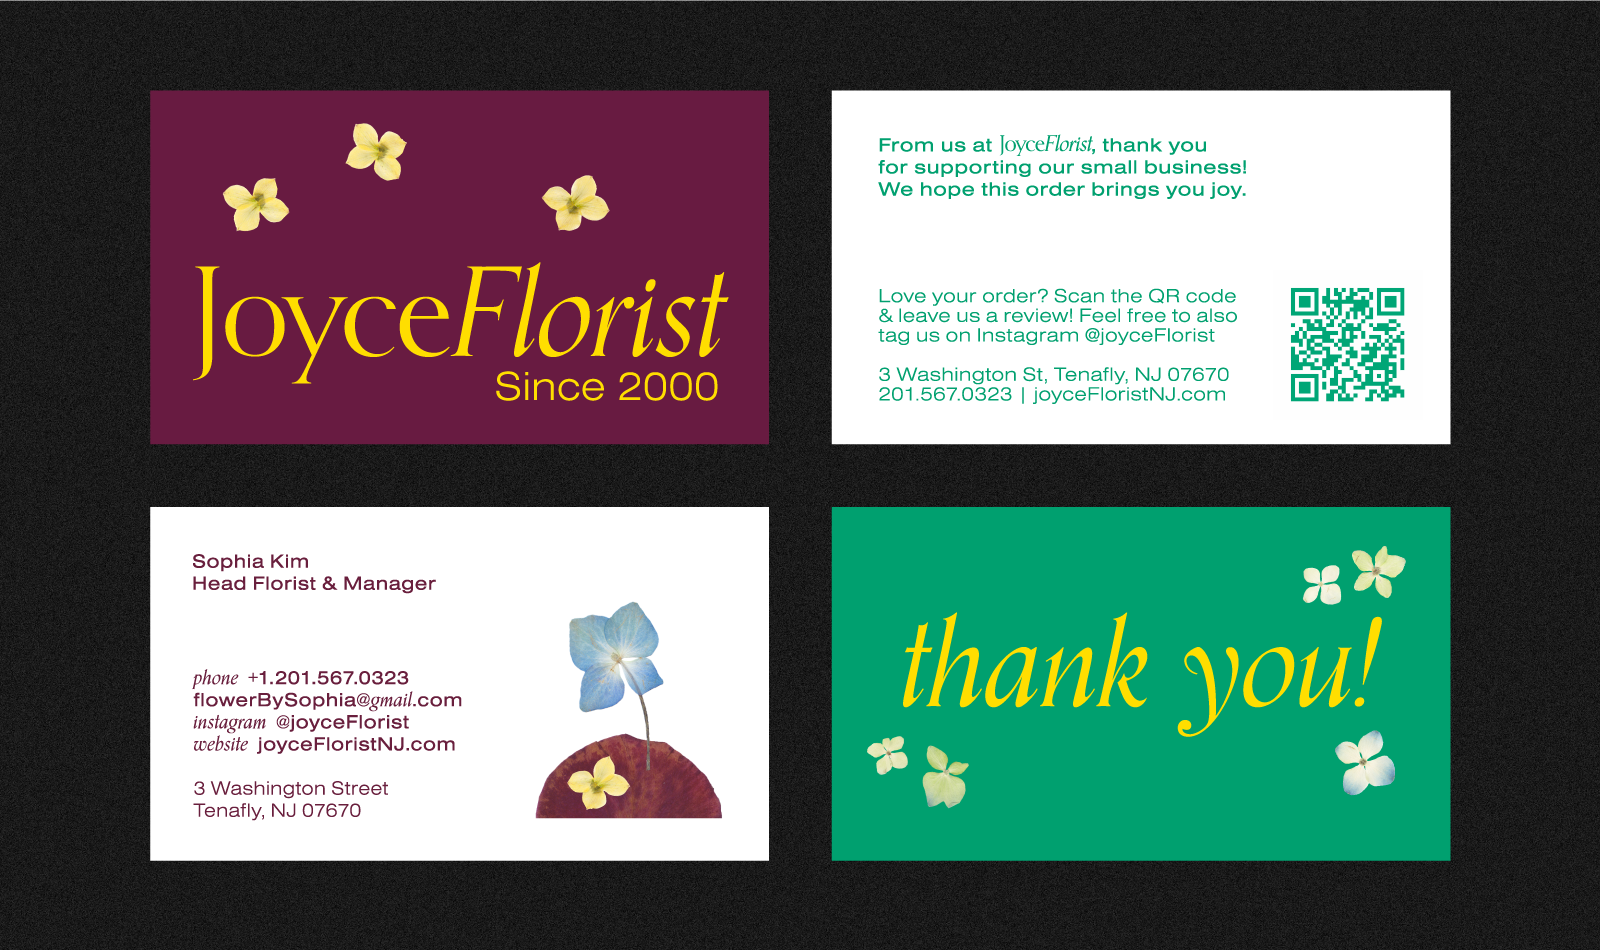 JoyceFlorist
Since 2000
From us at JoyceFlorist, thank you
for supporting our small business!
We hope this order brings you joy.
Love your order? Scan the QR code
& leave us a review! Feel free to also
tag us on Instagram @joyceFlorist
3 Washington St, Tenafly, NJ 07670
201.567.0323 | joyceFloristNJ.com
Sophia Kim
Head Florist & Manager
phone +1.201.567.0323
flowerBySophia@gmail.com
instagram @joyceFlorist
website joyceFloristNJ.com
3 Washington Street
Tenafly, NJ 07670
thank you!